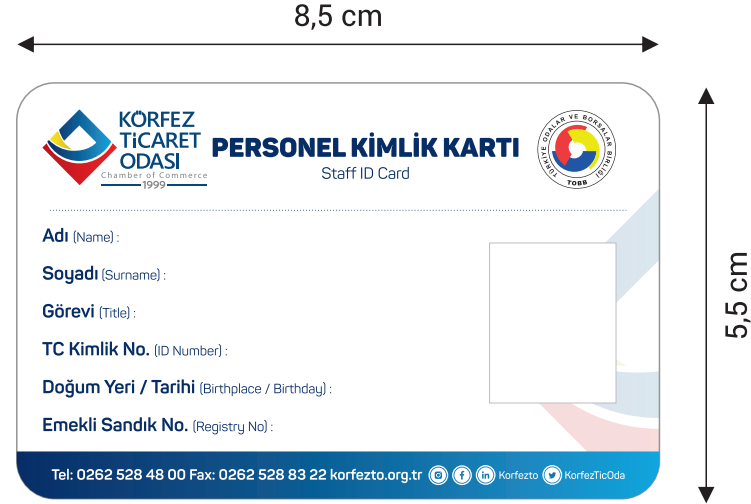 8,5 cm
KÖRFEZ
TiCARET
ODASI
Chamber of Commerce
1999
PERSONEL KİMLİK KARTI
Staff ID Card
TÜRKİYE ODALAR VE BORSALAR BİRLİĞİ
TOBB
5,5 cm
Adı (Name) :
Soyadı (Surname) :
Görevi (Title) :
TC Kimlik No. (ID Number) :
Doğum Yeri / Tarihi (Birthplace / Birthday) :
Emekli Sandık No. (Registry No) :
Tel: 0262 528 48 00 Fax: 0262 528 83 22 korfezto.org.tr Korfezto KorfezTicOda